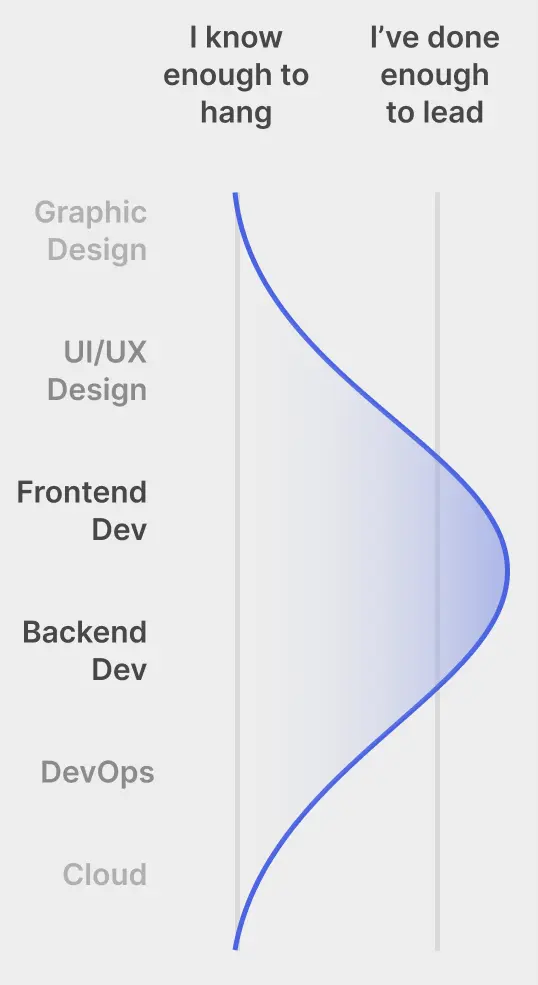 I know
enough to
hang
I’ve done
enough
to lead
Graphic
Design
UI/UX
Design
Frontend
Dev
Backend
Dev
DevOps
Cloud